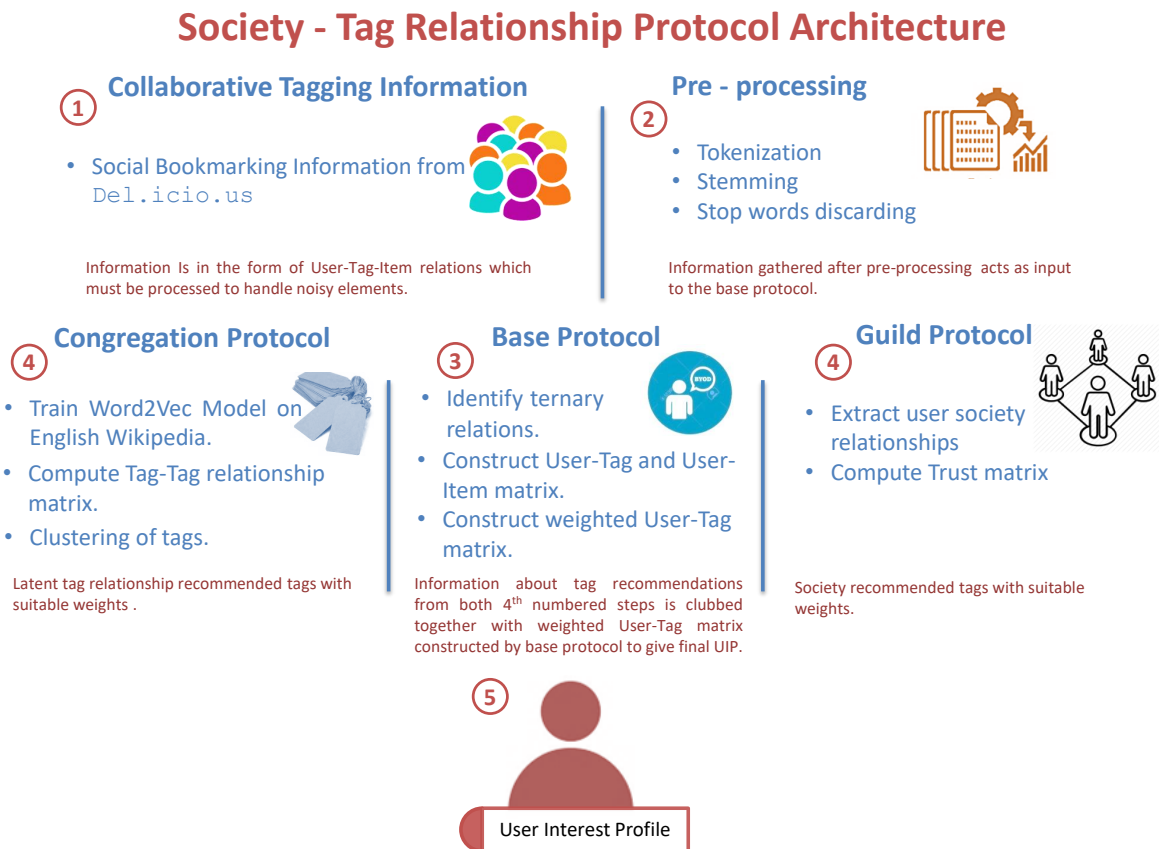 Society - Tag Relationship Protocol Architecture
1
Collaborative Tagging Information
• Social Bookmarking Information from
Del.icio.us
Information Is in the form of User-Tag-Item relations which
must be processed to handle noisy elements.
2
Pre - processing
• Tokenization
• Stemming
• Stop words discarding
Information gathered after pre-processing acts as input
to the base protocol.
4
Congregation Protocol
• Train Word2Vec Model on
English Wikipedia.
• Compute Tag-Tag relationship
matrix.
• Clustering of tags.
Latent tag relationship recommended tags with
suitable weights .
3
Base Protocol
BYOD
• Identify ternary
relations.
• Construct User-Tag and User-
Item matrix.
• Construct weighted User-Tag
matrix.
Information about tag recommendations
from both 4th numbered steps is clubbed
together with weighted User-Tag matrix
constructed by base protocol to give final UIP.
4
Guild Protocol
• Extract user society
relationships
• Compute Trust matrix
Society recommended tags with suitable
weights.
5
User Interest Profile